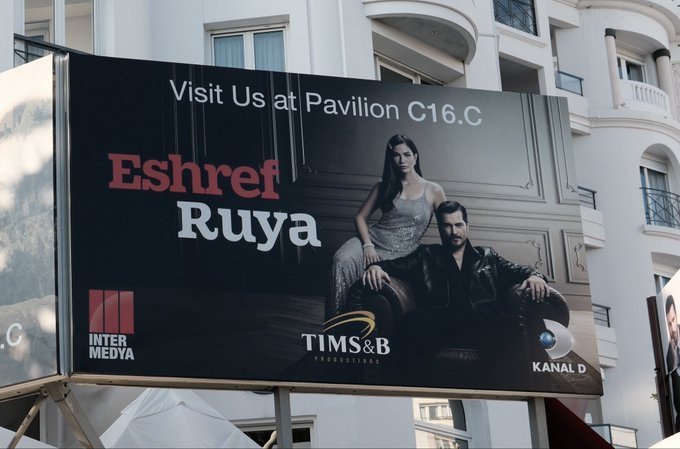 Visit Us at Pavilion C16.C
Eshref
Ruya
INTER
MEDYA
TIMS&B
PRODUCTIONS
KANAL D
.C